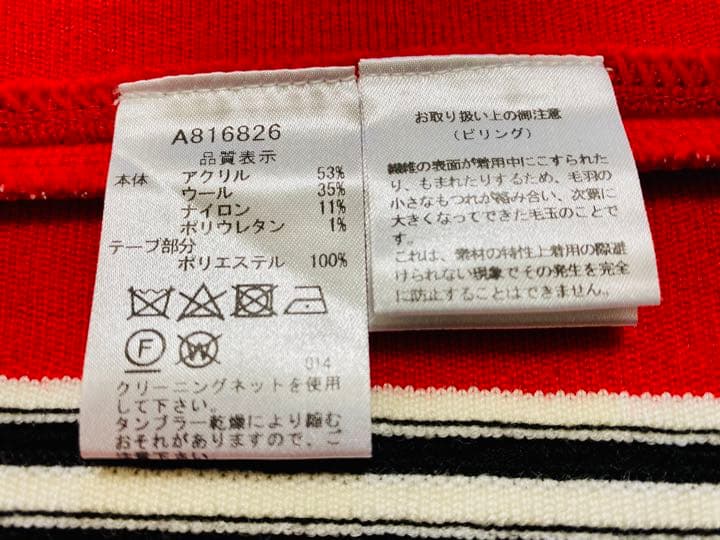 A816826
品質表示
本体 アクリル 53%
ウール 35%
ナイロン 11%
ポリウレタン 1%
テープ部分
ポリエステル 100%
F W
014
クリーニングネットを使用
して下さい。
タンブラー乾燥により縮む
おそれがありますので、ご
注意下さい。
お取り扱い上の御注意
(ピリング)
繊維の表面が着用中にこすられた
り、もまれたりするため、毛羽の
小さなもつれが絡み合い、次第に
大きくなってできた毛玉のことで
す。
これは、素材の特性上着用の際避
けられない現象でその発生を完全
に防止することはできません。